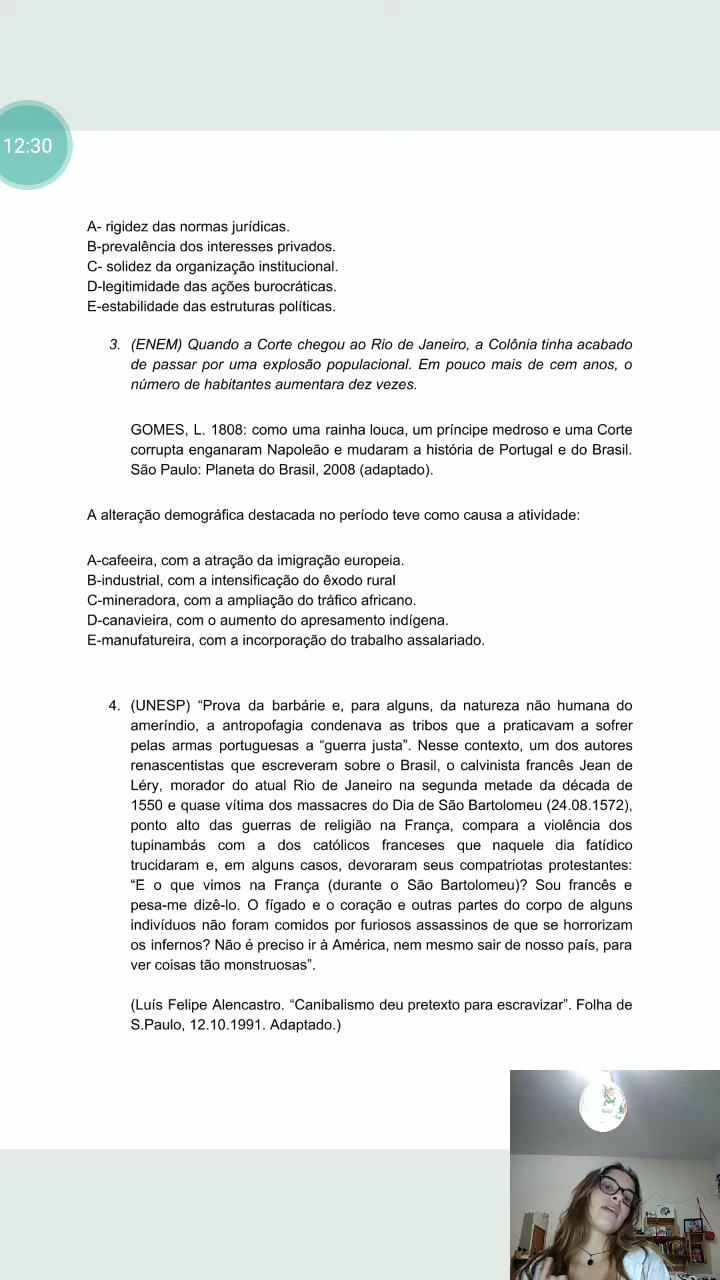 12:30
A- rigidez das normas jurídicas.
B-prevalência dos interesses privados.
C- solidez da organização institucional.
D-legitimidade das ações burocráticas.
E-estabilidade das estruturas políticas.
3. (ENEM) Quando a Corte chegou ao Rio de Janeiro, a Colônia tinha acabado
de passar por uma explosão populacional. Em pouco mais de cem anos, o
número de habitantes aumentara dez vezes.
GOMES, L. 1808: como uma rainha louca, um príncipe medroso e uma Corte
corrupta enganaram Napoleão e mudaram a história de Portugal e do Brasil.
São Paulo: Planeta do Brasil, 2008 (adaptado).
A alteração demográfica destacada no período teve como causa a atividade:
A-cafeeira, com a atração da imigração europeia.
B-industrial, com a intensificação do êxodo rural
C-mineradora, com a ampliação do tráfico africano.
D-canavieira, com o aumento do apresamento indígena.
E-manufatureira, com a incorporação do trabalho assalariado.
4. (UNESP) “Prova da barbárie e, para alguns, da natureza não humana do
ameríndio, a antropofagia condenava as tribos que a praticavam a sofrer
pelas armas portuguesas a “guerra justa”. Nesse contexto, um dos autores
renascentistas que escreveram sobre o Brasil, o calvinista francês Jean de
Léry, morador do atual Rio de Janeiro na segunda metade da década de
1550 e quase vítima dos massacres do Dia de São Bartolomeu (24.08.1572),
ponto alto das guerras de religião na França, compara a violência dos
tupinambás com a dos católicos franceses que naquele dia fatídico
trucidaram e, em alguns casos, devoraram seus compatriotas protestantes:
“E o que vimos na França (durante o São Bartolomeu)? Sou francês e
pesa-me dizê-lo. O fígado e o coração e outras partes do corpo de alguns
indivíduos não foram comidos por furiosos assassinos de que se horrorizam
os infernos? Não é preciso ir à América, nem mesmo sair de nosso país, para
ver coisas tão monstruosas”.
(Luís Felipe Alencastro. “Canibalismo deu pretexto para escravizar”. Folha de
S.Paulo, 12.10.1991. Adaptado.)